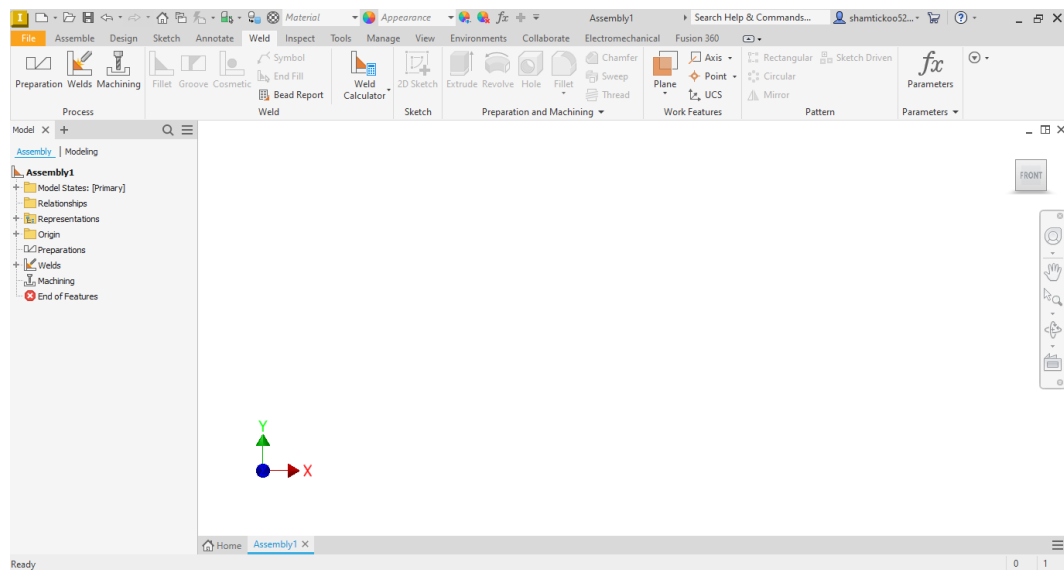 I Material Appearance fx Assembly1 Search Help & Commands... shamtickoo52...
File Assemble Design Sketch Annotate Weld Inspect Tools Manage View Environments Collaborate Electromechanical Fusion 360
Symbol Chamfer Axis Rectangular Sketch Driven
End Fill Sweep Point Circular
Preparation Welds Machining Fillet Groove Cosmetic Bead Report Weld Calculator 2D Sketch Extrude Revolve Hole Fillet Thread Plane UCS Mirror fx Parameters
Process Weld Sketch Preparation and Machining Work Features Pattern Parameters
Model
Assembly | Modeling
Assembly1
Model States: [Primary]
Relationships
Representations
Origin
Preparations
Welds
Machining
End of Features
FRONT
Y
X
Home Assembly1
Ready 0 1